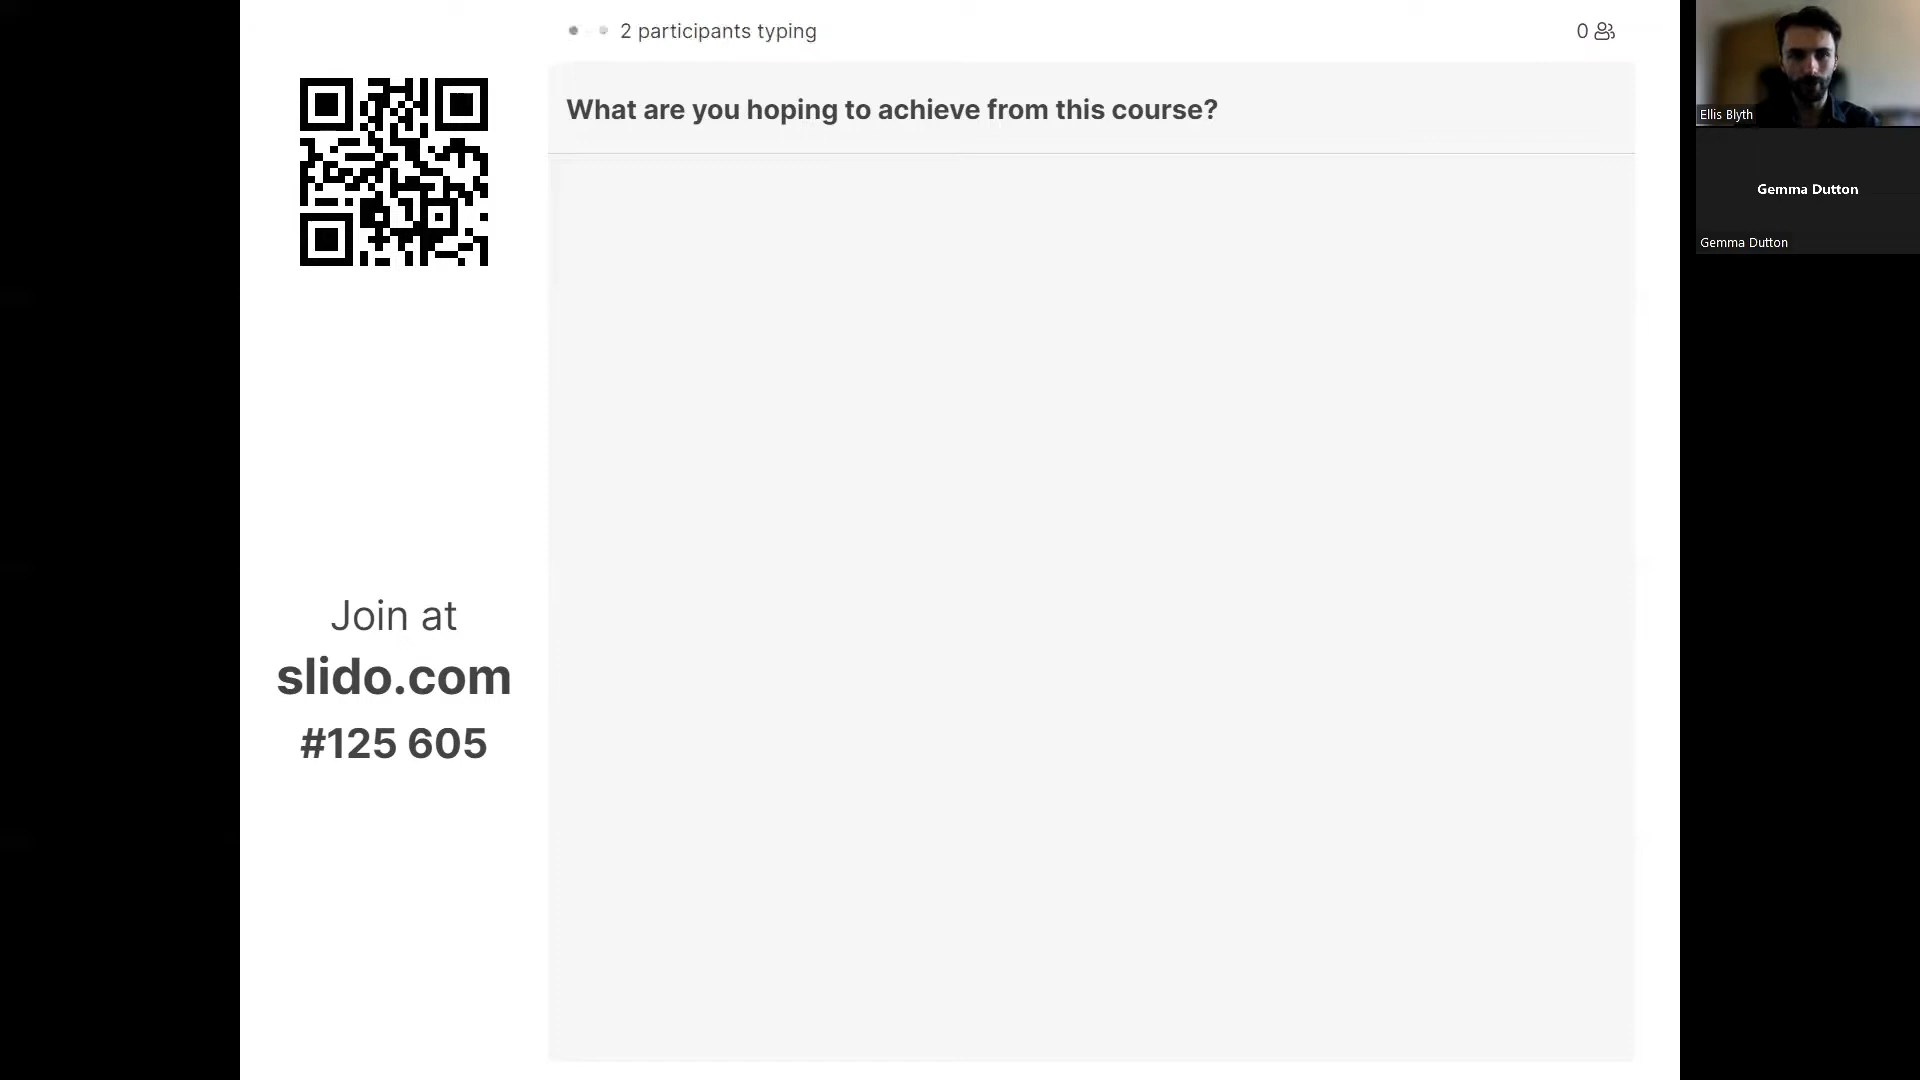 2 participants typing
0
What are you hoping to achieve from this course?
Join at
slido.com
#125 605
Ellis Blyth
Gemma Dutton
Gemma Dutton